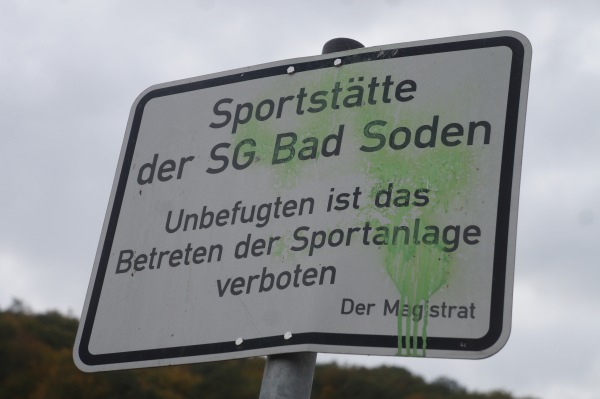 Sportstätte
der SG Bad Soden
Unbefugten ist das
Betreten der Sportanlage
verboten
Der Magistrat